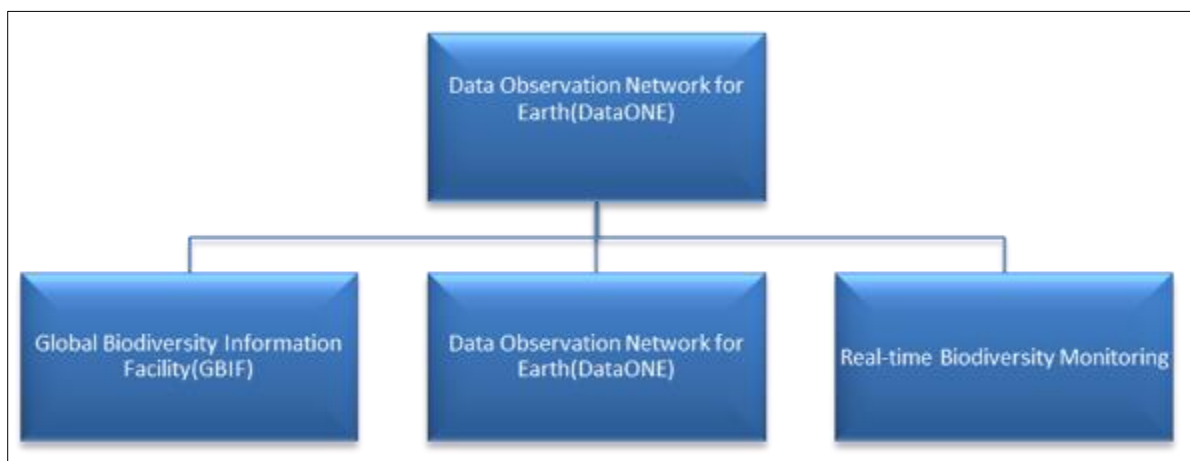 Data Observation Network for
Earth(DataONE)
Global Biodiversity Information
Facility(GBIF)
Data Observation Network for
Earth(DataONE)
Real-time Biodiversity Monitoring